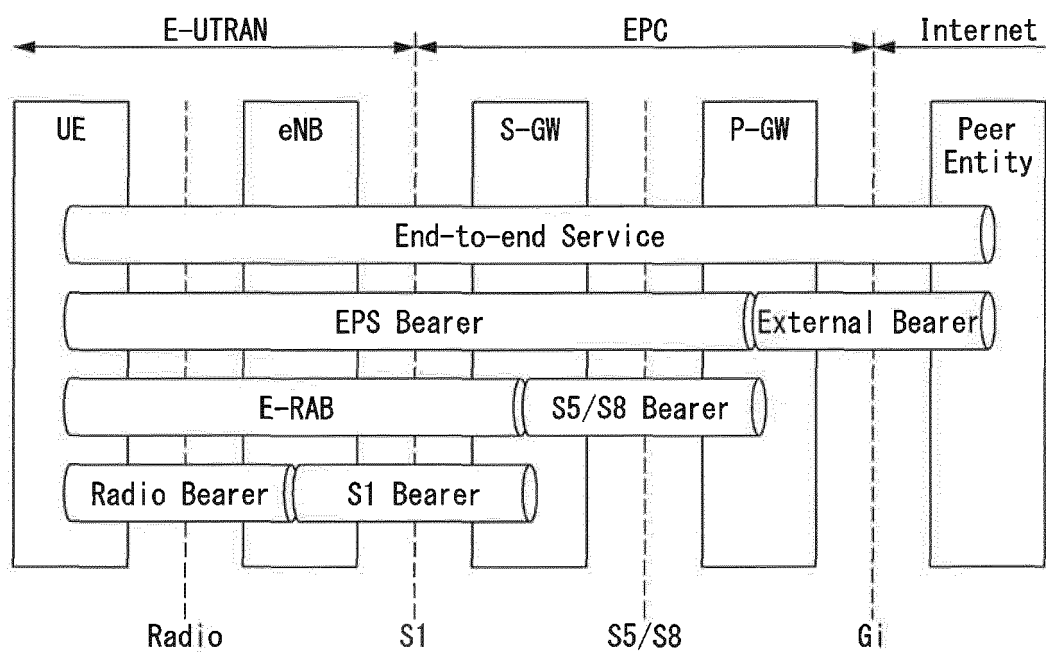 E-UTRAN EPC Internet
UE eNB S-GW P-GW Peer
Entity
End-to-end Service
EPS Bearer External Bearer
E-RAB S5/S8 Bearer
Radio Bearer S1 Bearer
Radio S1 S5/S8 Gi